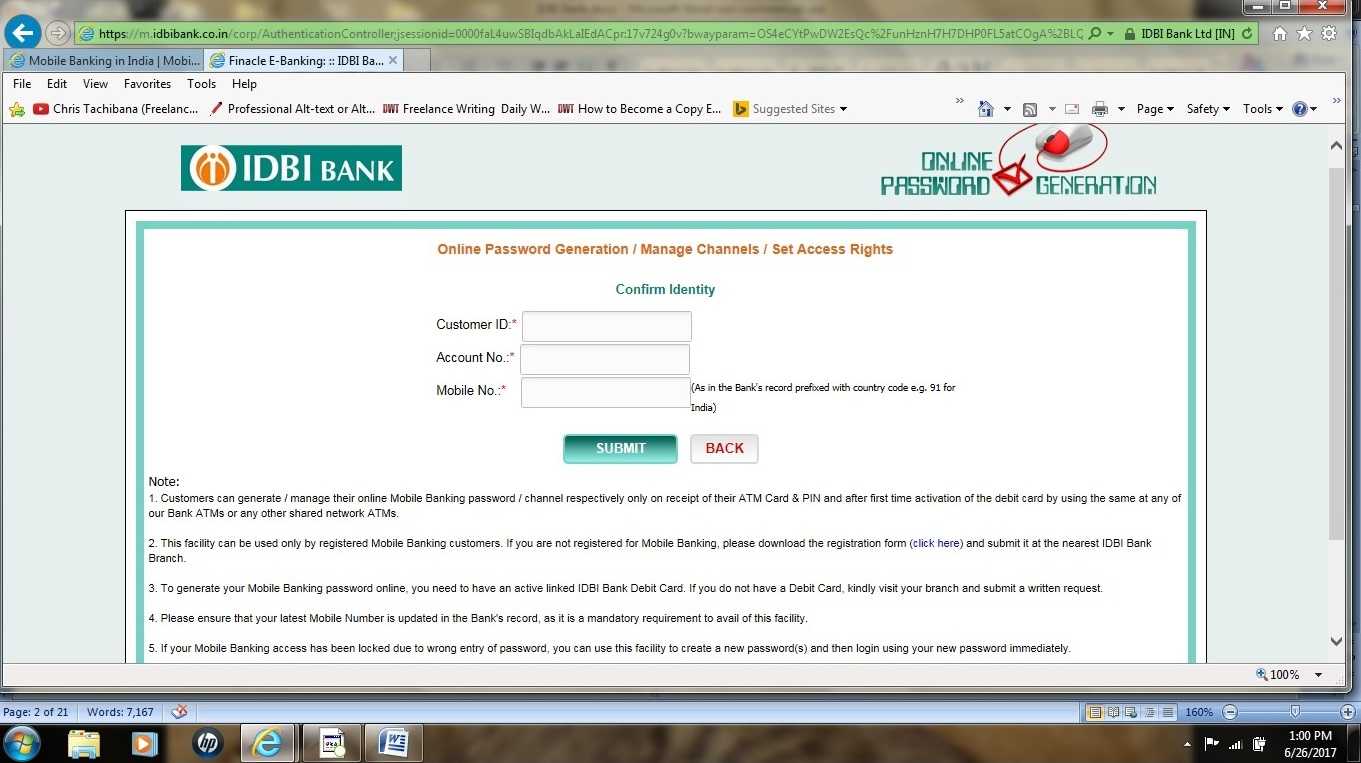 https://m.idbibank.co.in/corp/AuthenticationController;jsessionid=0000faL4uwSBIqdbAkLaIEdACpr:17v724g0v?bwayparam=OS4eCYtPwDW2EsQc%2FunHznH7H7DHP0FL5atCOgA%2BLQ IDBI Bank Ltd [IN]
Mobile Banking in India | Mobi... Finacle E-Banking: :: IDBI Ba...
File Edit View Favorites Tools Help
Chris Tachibana (Freelanc... Professional Alt-text or Alt... DWT Freelance Writing Daily W... DWT How to Become a Copy E... Suggested Sites Page Safety Tools
IDBI BANK
ONLINE PASSWORD GENERATION
Online Password Generation / Manage Channels / Set Access Rights
Confirm Identity
Customer ID:*
Account No.:*
Mobile No.:* (As in the Bank's record prefixed with country code e.g. 91 for
India)
SUBMIT BACK
Note:
1. Customers can generate / manage their online Mobile Banking password / channel respectively only on receipt of their ATM Card & PIN and after first time activation of the debit card by using the same at any of
our Bank ATMs or any other shared network ATMs.
2. This facility can be used only by registered Mobile Banking customers. If you are not registered for Mobile Banking, please download the registration form (click here) and submit it at the nearest IDBI Bank
Branch.
3. To generate your Mobile Banking password online, you need to have an active linked IDBI Bank Debit Card. If you do not have a Debit Card, kindly visit your branch and submit a written request.
4. Please ensure that your latest Mobile Number is updated in the Bank's record, as it is a mandatory requirement to avail of this facility.
5. If your Mobile Banking access has been locked due to wrong entry of password, you can use this facility to create a new password(s) and then login using your new password immediately.
100%
Page: 2 of 21 Words: 7,167 160%
hp
1:00 PM
6/26/2017